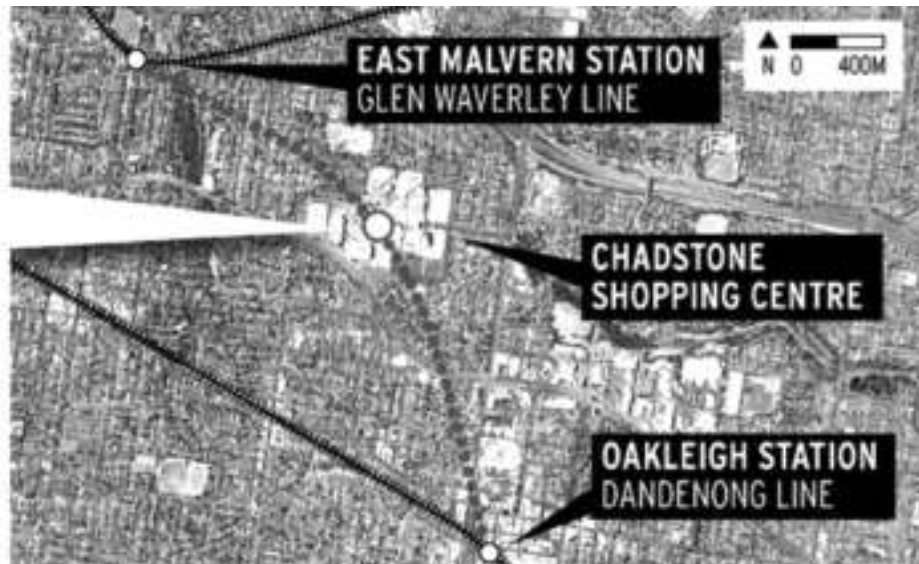 EAST MALVERN STATION
GLEN WAVERLEY LINE
N 0 400M
CHADSTONE
SHOPPING CENTRE
OAKLEIGH STATION
DANDENONG LINE